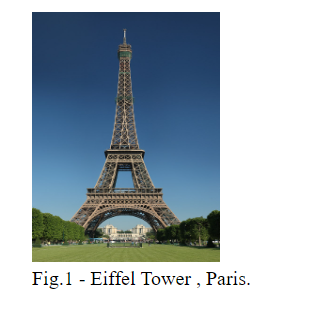 Fig.1 - Eiffel Tower , Paris.